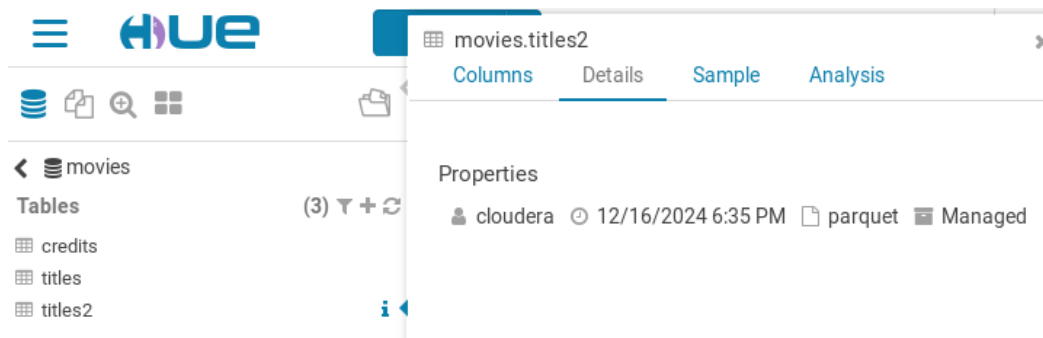 HUE
movies
Tables (3)
credits
titles
titles2
movies.titles2
Columns Details Sample Analysis
Properties
cloudera 12/16/2024 6:35 PM parquet Managed